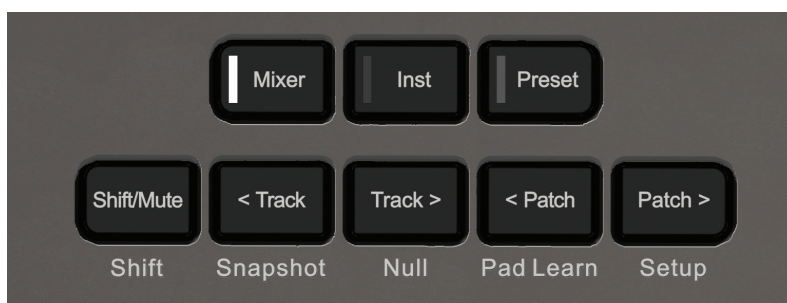 Mixer Inst Preset
Shift/Mute < Track Track > < Patch Patch >
Shift Snapshot Null Pad Learn Setup